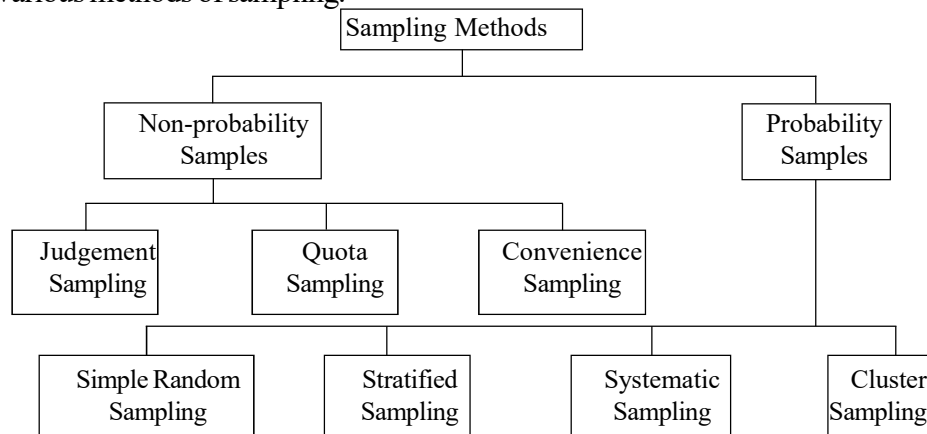 various methods of sampling.
Sampling Methods
Non-probability
Samples
Probability
Samples
Judgement
Sampling
Quota
Sampling
Convenience
Sampling
Simple Random
Sampling
Stratified
Sampling
Systematic
Sampling
Cluster
Sampling